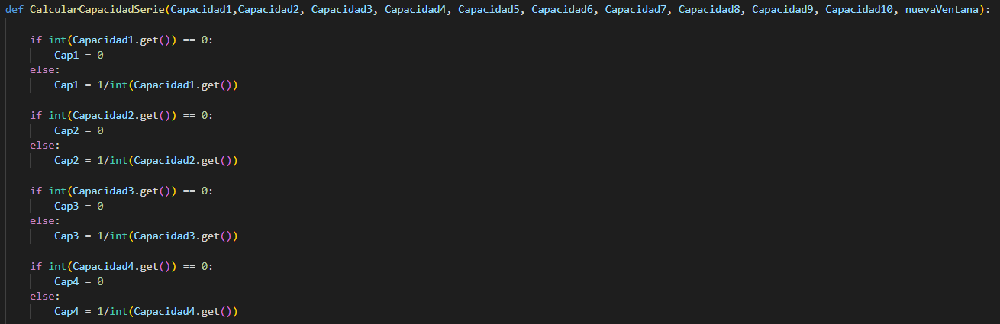 def CalcularCapacidadSerie(Capacidad1,Capacidad2, Capacidad3, Capacidad4, Capacidad5, Capacidad6, Capacidad7, Capacidad8, Capacidad9, Capacidad10, nuevaVentana):
    if int(Capacidad1.get()) == 0:
        Cap1 = 0
    else:
        Cap1 = 1/int(Capacidad1.get())
    if int(Capacidad2.get()) == 0:
        Cap2 = 0
    else:
        Cap2 = 1/int(Capacidad2.get())
    if int(Capacidad3.get()) == 0:
        Cap3 = 0
    else:
        Cap3 = 1/int(Capacidad3.get())
    if int(Capacidad4.get()) == 0:
        Cap4 = 0
    else:
        Cap4 = 1/int(Capacidad4.get())